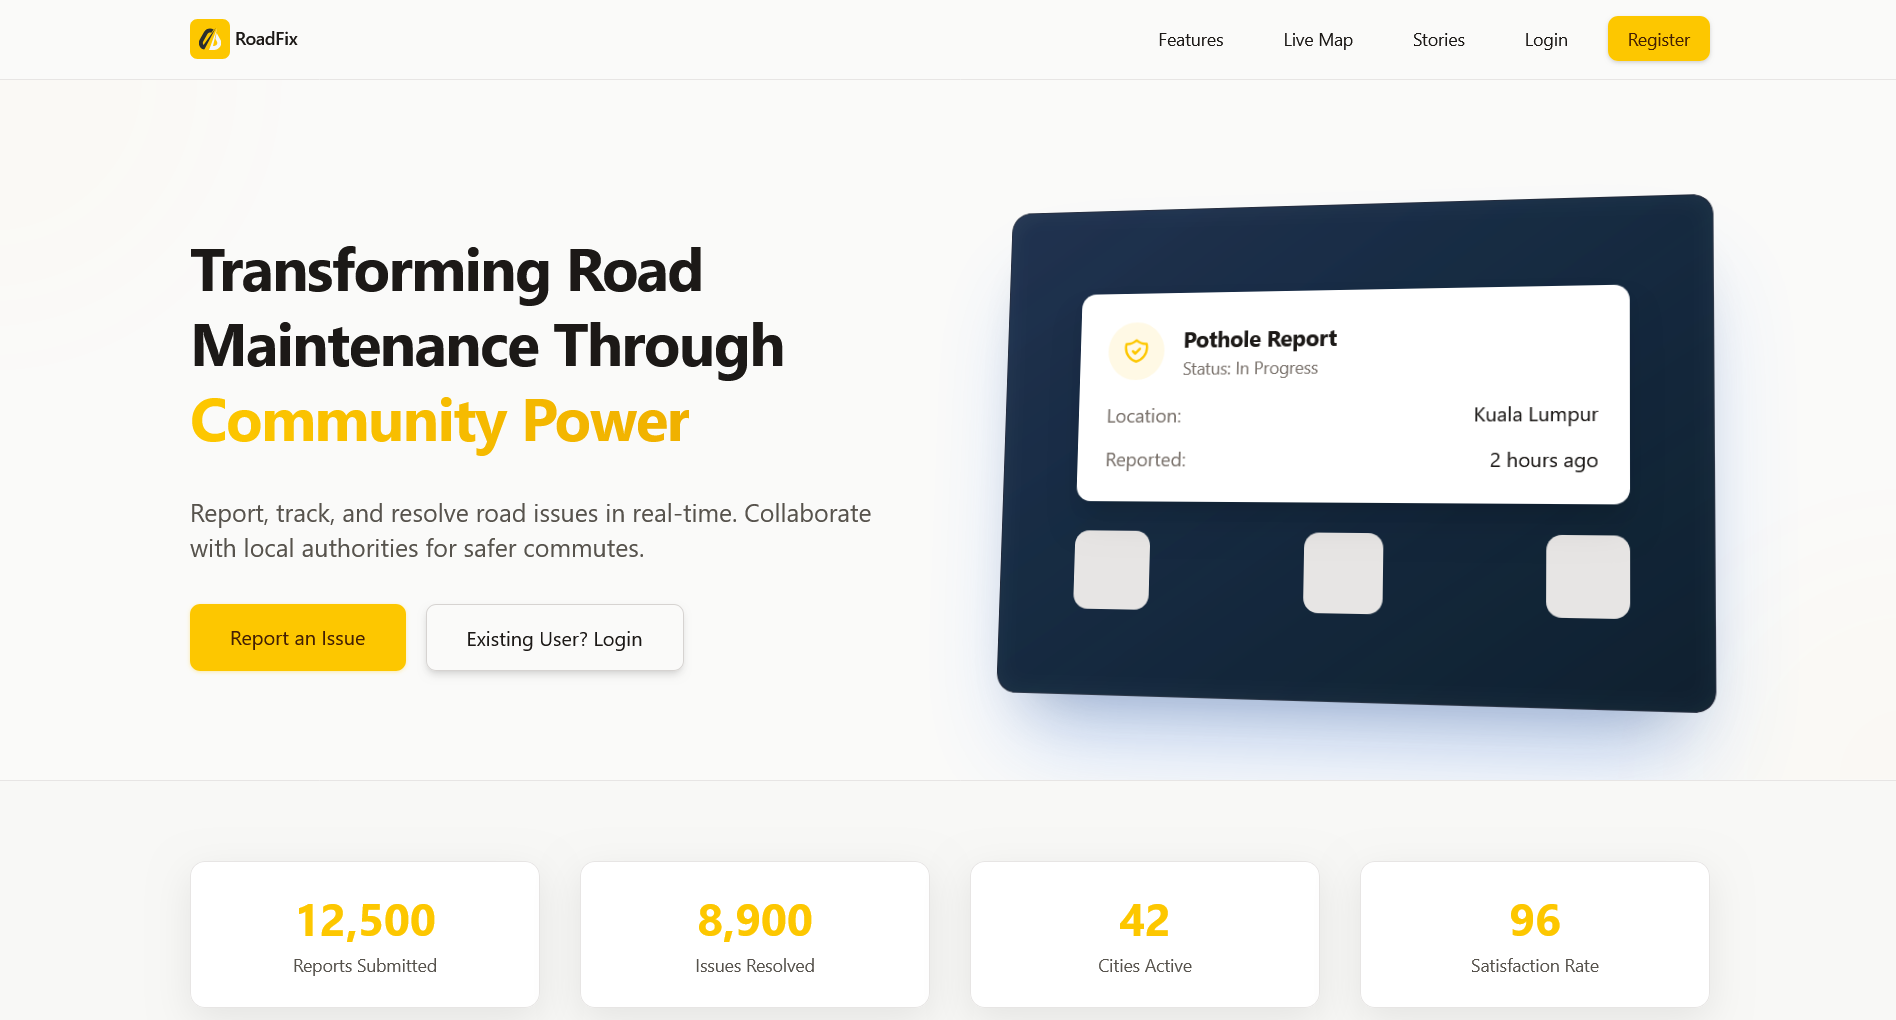 RoadFix
Features
Live Map
Stories
Login
Register
Transforming Road
Maintenance Through
Community Power
Report, track, and resolve road issues in real-time. Collaborate
with local authorities for safer commutes.
Report an Issue
Existing User? Login
Pothole Report
Status: In Progress
Location:
Kuala Lumpur
Reported:
2 hours ago
12,500
Reports Submitted
8,900
Issues Resolved
42
Cities Active
96
Satisfaction Rate